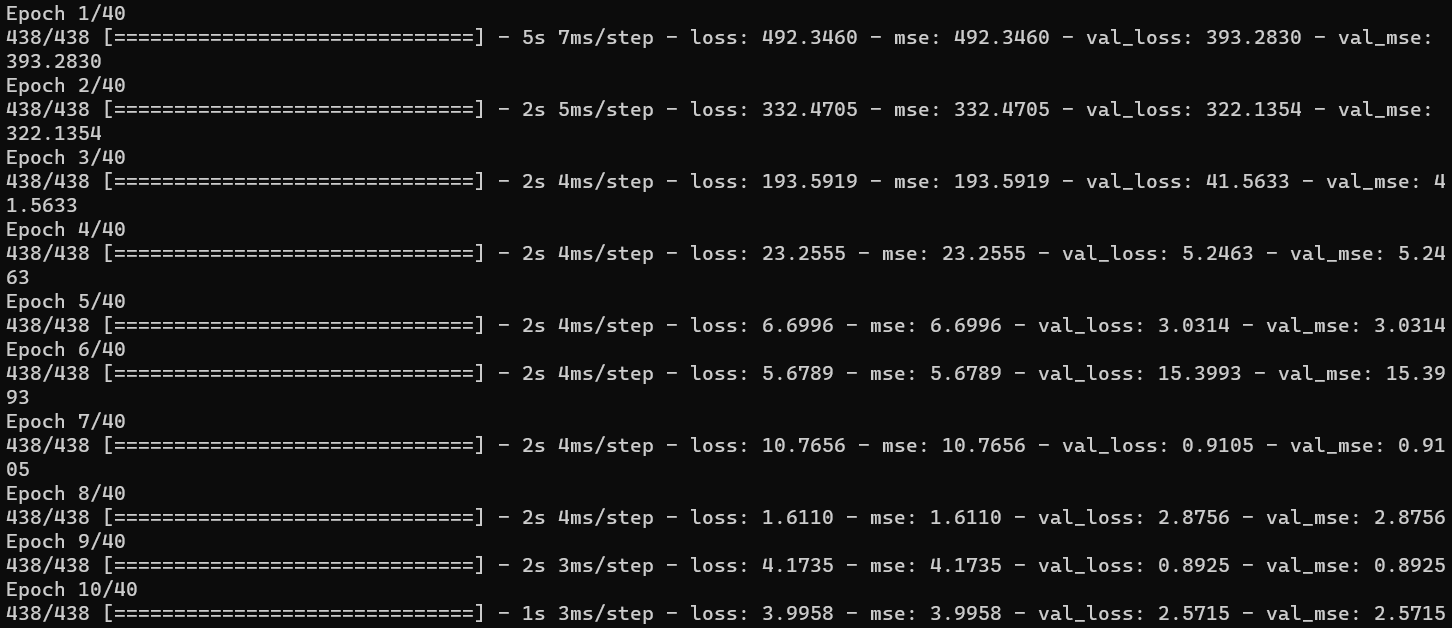 Epoch 1/40
438/438 [==============================] - 5s 7ms/step - loss: 492.3460 - mse: 492.3460 - val_loss: 393.2830 - val_mse:
393.2830
Epoch 2/40
438/438 [==============================] - 2s 5ms/step - loss: 332.4705 - mse: 332.4705 - val_loss: 322.1354 - val_mse:
322.1354
Epoch 3/40
438/438 [==============================] - 2s 4ms/step - loss: 193.5919 - mse: 193.5919 - val_loss: 41.5633 - val_mse: 4
1.5633
Epoch 4/40
438/438 [==============================] - 2s 4ms/step - loss: 23.2555 - mse: 23.2555 - val_loss: 5.2463 - val_mse: 5.24
63
Epoch 5/40
438/438 [==============================] - 2s 4ms/step - loss: 6.6996 - mse: 6.6996 - val_loss: 3.0314 - val_mse: 3.0314
Epoch 6/40
438/438 [==============================] - 2s 4ms/step - loss: 5.6789 - mse: 5.6789 - val_loss: 15.3993 - val_mse: 15.39
93
Epoch 7/40
438/438 [==============================] - 2s 4ms/step - loss: 10.7656 - mse: 10.7656 - val_loss: 0.9105 - val_mse: 0.91
05
Epoch 8/40
438/438 [==============================] - 2s 4ms/step - loss: 1.6110 - mse: 1.6110 - val_loss: 2.8756 - val_mse: 2.8756
Epoch 9/40
438/438 [==============================] - 2s 3ms/step - loss: 4.1735 - mse: 4.1735 - val_loss: 0.8925 - val_mse: 0.8925
Epoch 10/40
438/438 [==============================] - 1s 3ms/step - loss: 3.9958 - mse: 3.9958 - val_loss: 2.5715 - val_mse: 2.5715